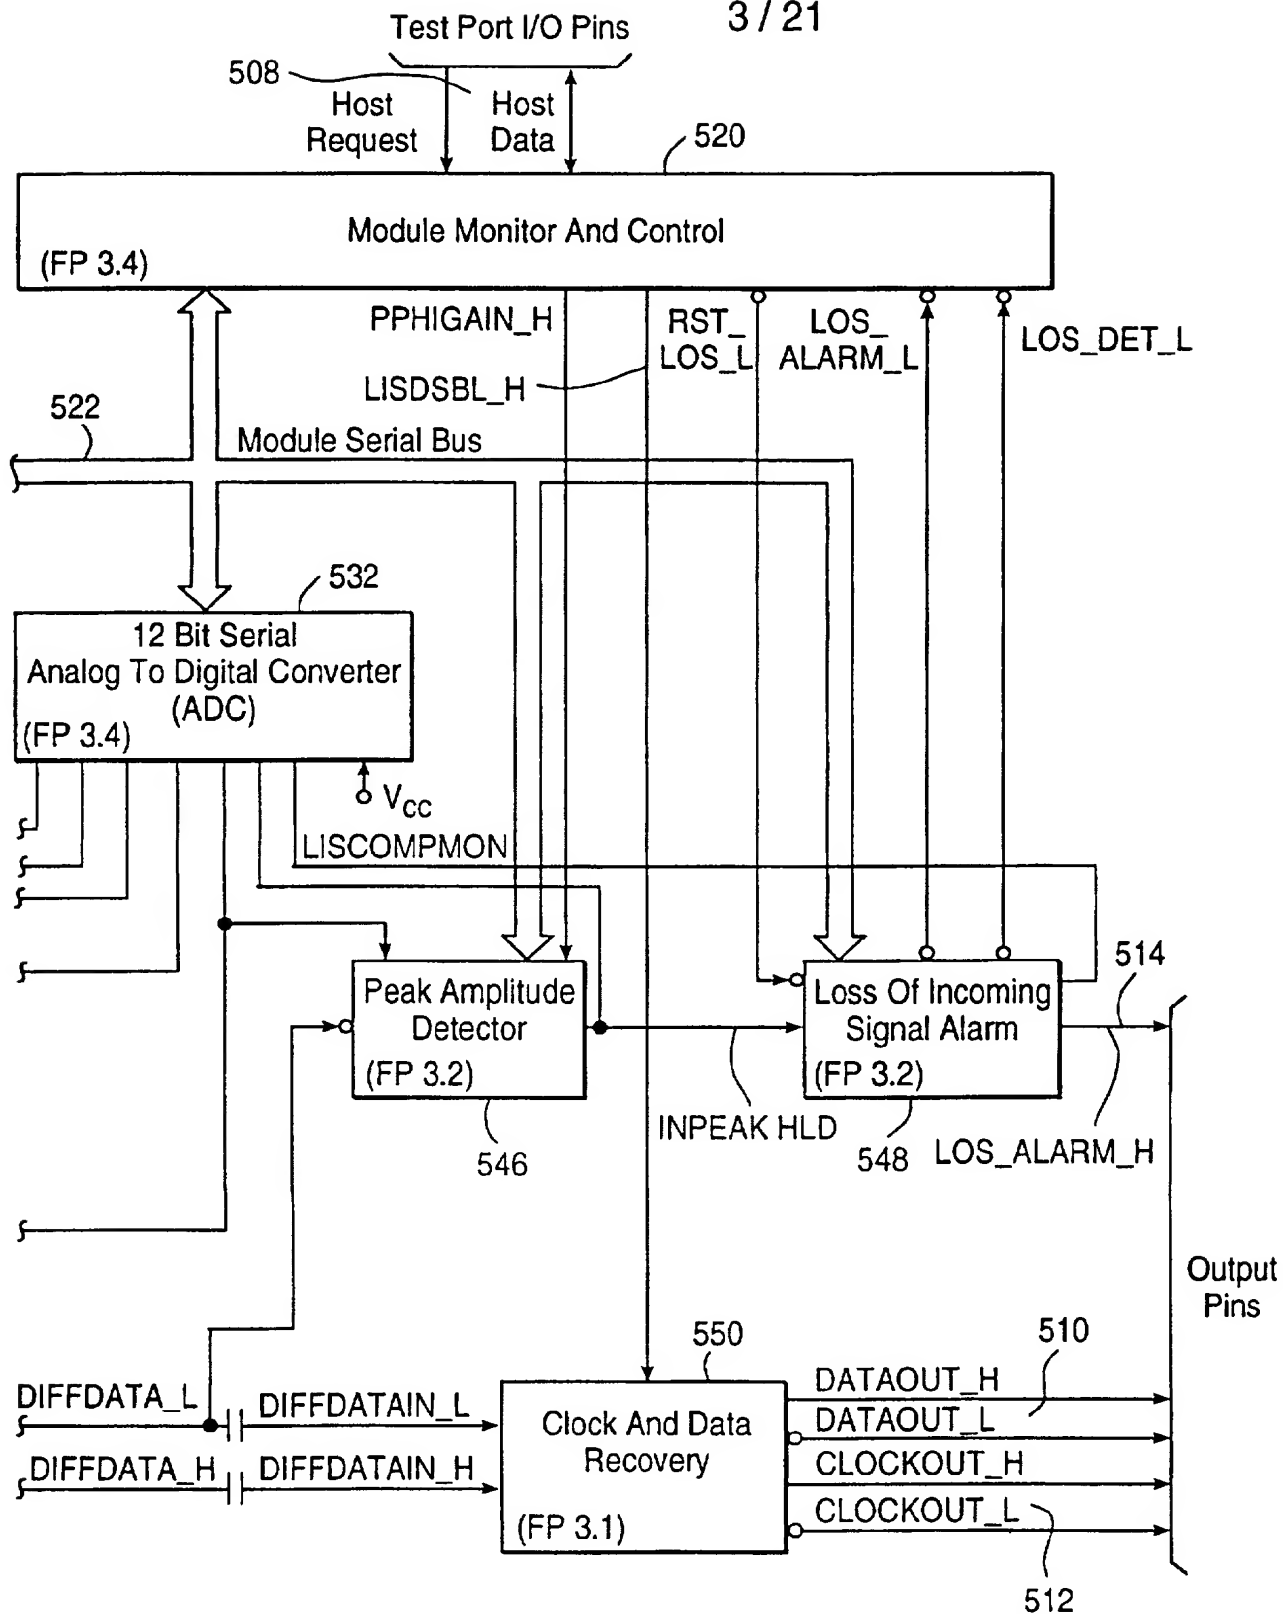 3 / 21
Test Port I/O Pins
508
Host
Request
Host
Data
520
Module Monitor And Control
(FP 3.4)
PPHIGAIN_H
RST_
LOS_L
LOS_
ALARM_L
LOS_DET_L
LISDSBL_H
522
Module Serial Bus
532
12 Bit Serial
Analog To Digital Converter
(ADC)
(FP 3.4)
VCC
LISCOMPMON
Peak Amplitude
Detector
(FP 3.2)
546
INPEAK HLD
Loss Of Incoming
Signal Alarm
(FP 3.2)
548
514
LOS_ALARM_H
Output
Pins
550
510
DIFFDATA_L
DIFFDATAIN_L
DIFFDATA_H
DIFFDATAIN_H
Clock And Data
Recovery
(FP 3.1)
DATAOUT_H
DATAOUT_L
CLOCKOUT_H
CLOCKOUT_L
512